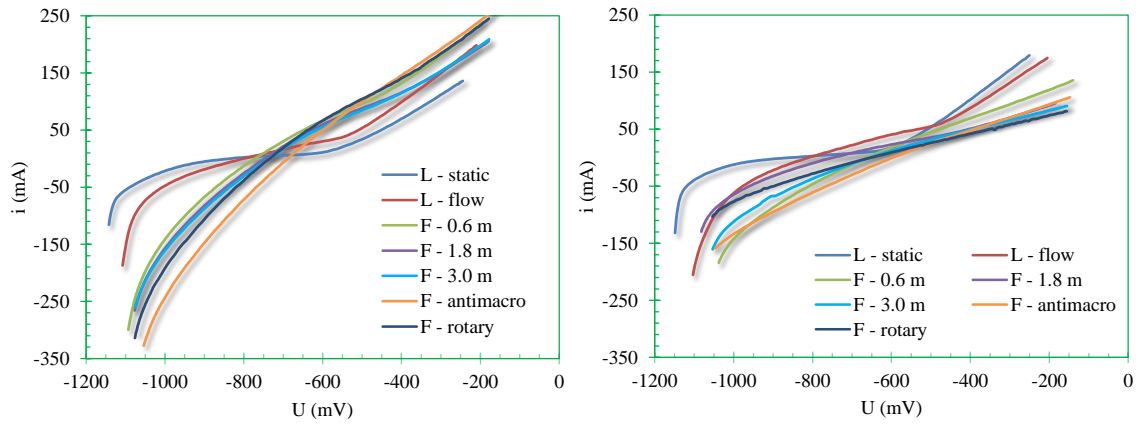 250
150
50
-50
-150
-250
-350
i (mA)
-1200
-1000
-800
-600
-400
-200
0
U (mV)
L - static
L - flow
F - 0.6 m
F - 1.8 m
F - 3.0 m
F - antimacro
F - rotary
250
150
50
-50
-150
-250
-350
i (mA)
-1200
-1000
-800
-600
-400
-200
0
U (mV)
L - static
L - flow
F - 0.6 m
F - 1.8 m
F - 3.0 m
F - antimacro
F - rotary